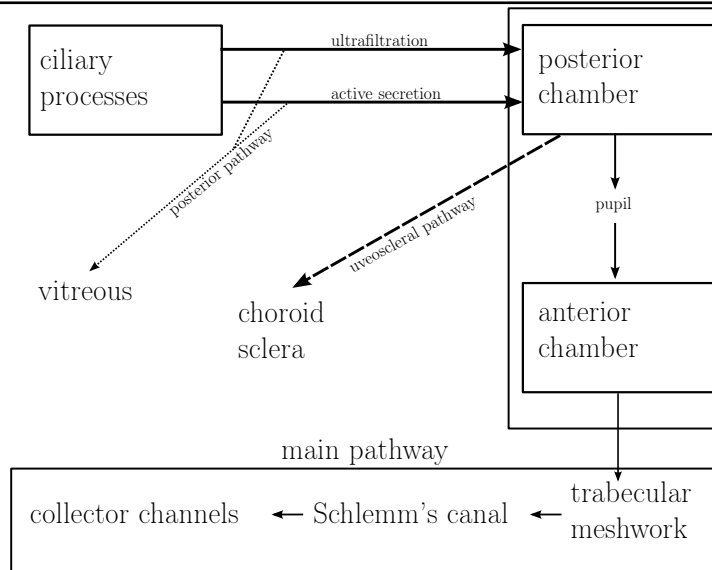 ciliary
processes
ultrafiltration
active secretion
posterior
chamber
posterior pathway
uveoscleral pathway
pupil
vitreous
choroid
sclera
anterior
chamber
main pathway
collector channels
Schlemm's canal
trabecular
meshwork